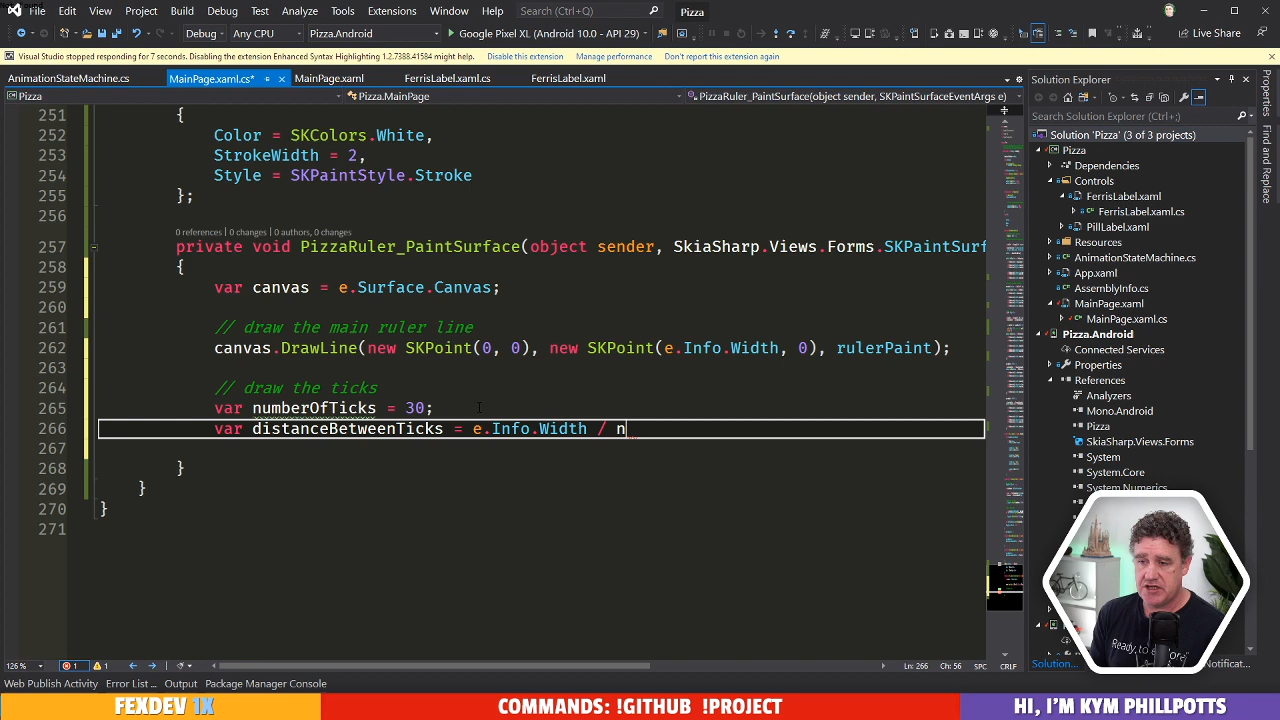 File Edit View Project Build Debug Test Analyze Tools Extensions Window Help Search (Ctrl+Q) Pizza
Debug Any CPU Pizza.Android Google Pixel XL (Android 10.0 - API 29) Live Share
Visual Studio stopped responding for 7 seconds. Disabling the extension Enhanced Syntax Highlighting 1.2.7388.41584 might help. Disable this extension Manage performance Don't report this extension again
AnimationStateMachine.cs MainPage.xaml.cs* MainPage.xaml FerrisLabel.xaml.cs FerrisLabel.xaml
Pizza Pizza.MainPage PizzaRuler_PaintSurface(object sender, SKPaintSurfaceEventArgs e)
251 {
252 Color = SKColors.White,
253 StrokeWidth = 2,
254 Style = SKPaintStyle.Stroke
255 };
256
0 references | 0 changes | 0 authors, 0 changes
257 private void PizzaRuler_PaintSurface(object sender, SkiaSharp.Views.Forms.SKPaintSurf
258 {
259 var canvas = e.Surface.Canvas;
260
261 // draw the main ruler line
262 canvas.DrawLine(new SKPoint(0, 0), new SKPoint(e.Info.Width, 0), rulerPaint);
263
264 // draw the ticks
265 var numberOfTicks = 30;
266 var distanceBetweenTicks = e.Info.Width / n
267
268 }
269 }
270 }
271
126 % 1 1 Ln: 266 Ch: 56 SPC CRLF
Web Publish Activity Error List ... Output Package Manager Console
Solution Explorer
Search Solution Explorer (Ctrl+;)
Solution 'Pizza' (3 of 3 projects)
Pizza
Dependencies
Controls
FerrisLabel.xaml
FerrisLabel.xaml.cs
PillLabel.xaml
Resources
AnimationStateMachine.cs
App.xaml
AssemblyInfo.cs
MainPage.xaml
MainPage.xaml.cs
Pizza.Android
Connected Services
Properties
References
Analyzers
Mono.Android
Pizza
SkiaSharp.Views.Forms
System
System.Core
System.Numerics
Solution... Notificat...
Properties
Diagnostic Tools
Ready to explore
FEXDEV 1X
COMMANDS: !GITHUB !PROJECT
HI, I'M KYM PHILLPOTTS